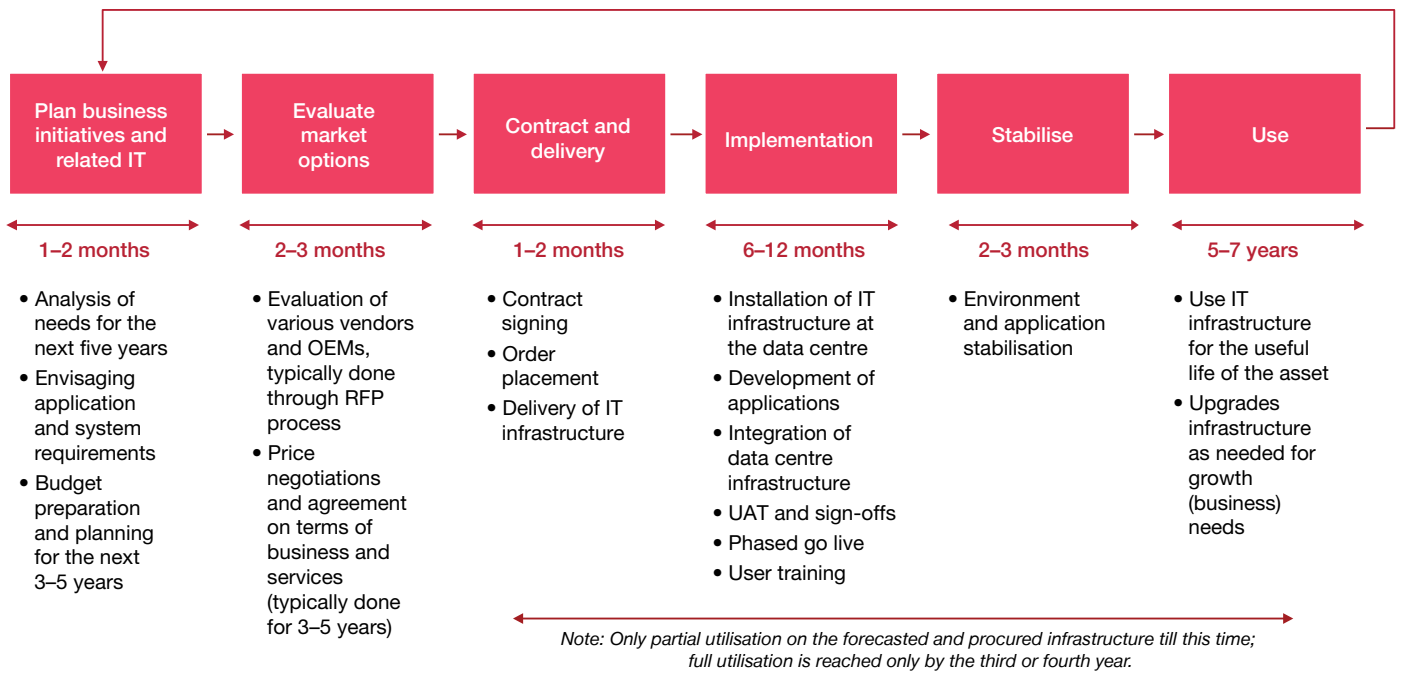 Plan business
initiatives and
related IT
Evaluate
market
options
Contract and
delivery
Implementation
Stabilise
Use
1–2 months
2–3 months
1–2 months
6–12 months
2–3 months
5–7 years
• Analysis of
needs for the
next five years
• Envisaging
application
and system
requirements
• Budget
preparation
and planning
for the next
3–5 years
• Evaluation of
various vendors
and OEMs,
typically done
through RFP
process
• Price
negotiations
and agreement
on terms of
business and
services
(typically done
for 3–5 years)
• Contract
signing
• Order
placement
• Delivery of IT
infrastructure
• Installation of IT
infrastructure at
the data centre
• Development of
applications
• Integration of
data centre
infrastructure
• UAT and sign-offs
• Phased go live
• User training
• Environment
and application
stabilisation
• Use IT
infrastructure
for the useful
life of the asset
• Upgrades
infrastructure
as needed for
growth
(business)
needs
Note: Only partial utilisation on the forecasted and procured infrastructure till this time;
full utilisation is reached only by the third or fourth year.